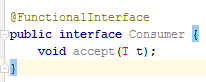 @FunctionalInterface
public interface Consumer {
    void accept(T t);
}